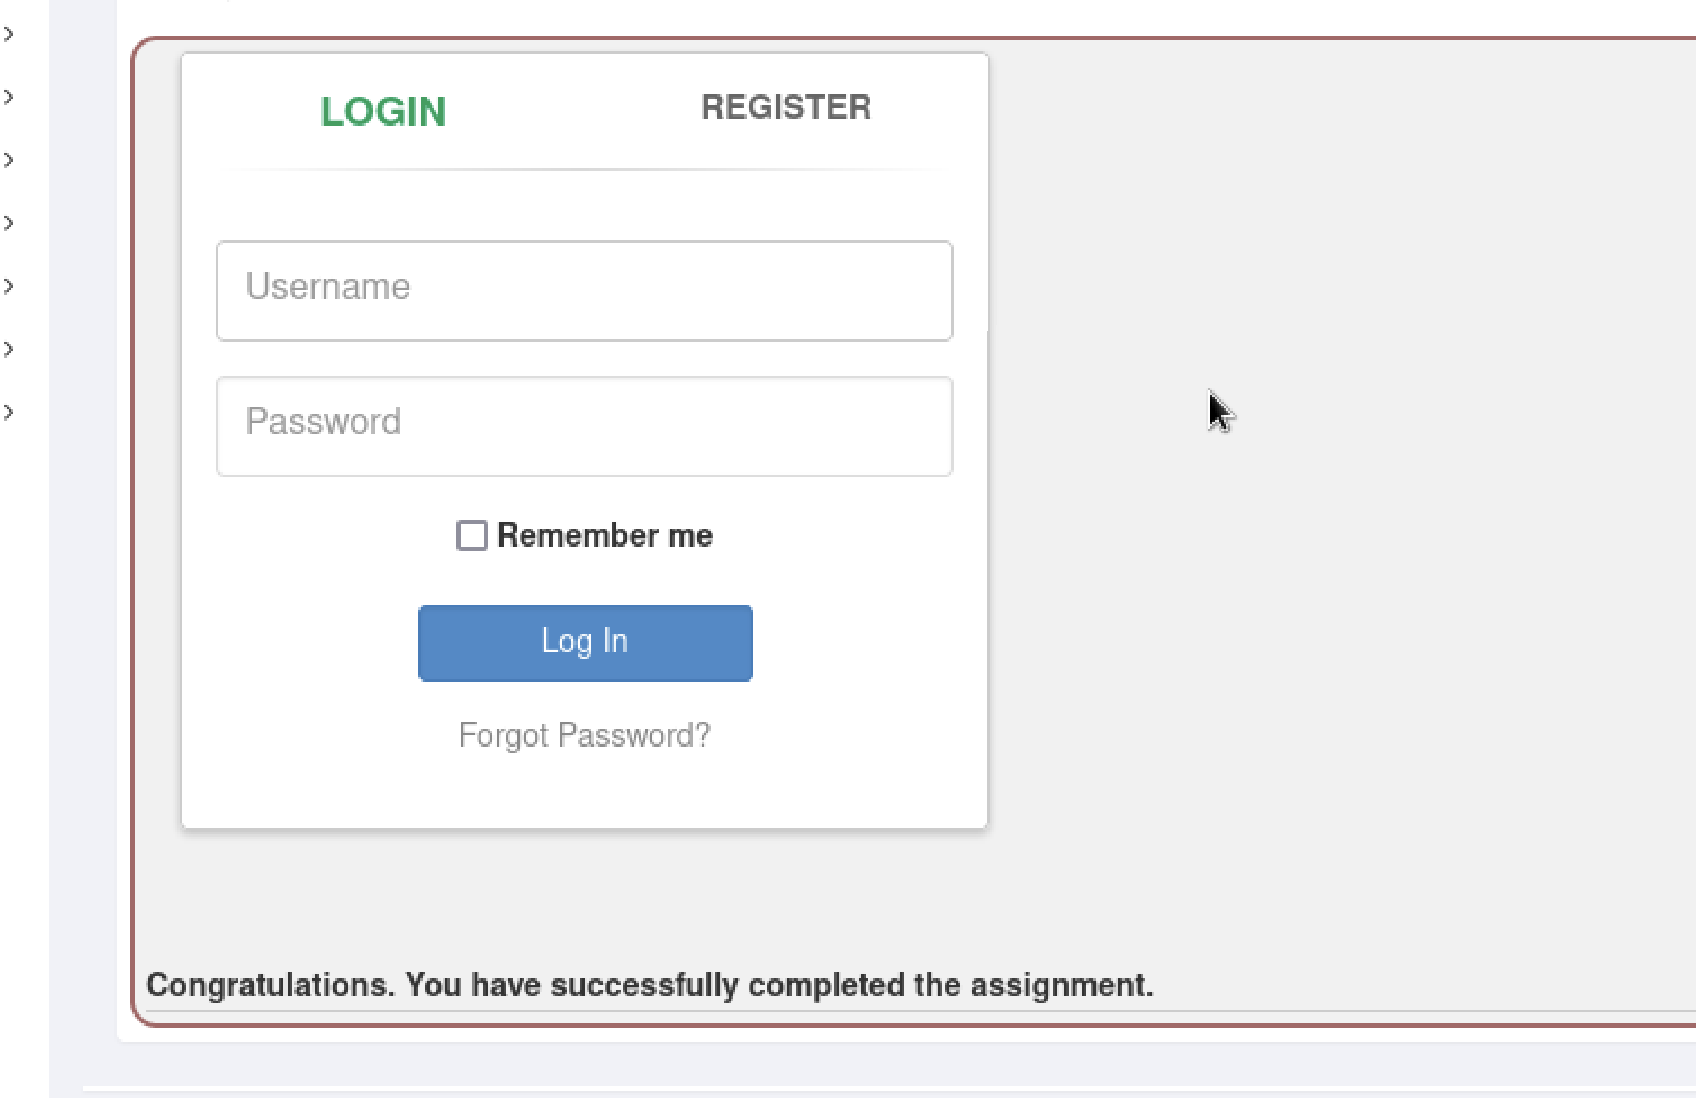 LOGIN REGISTER
Username
Password
Remember me
Log In
Forgot Password?
Congratulations. You have successfully completed the assignment.